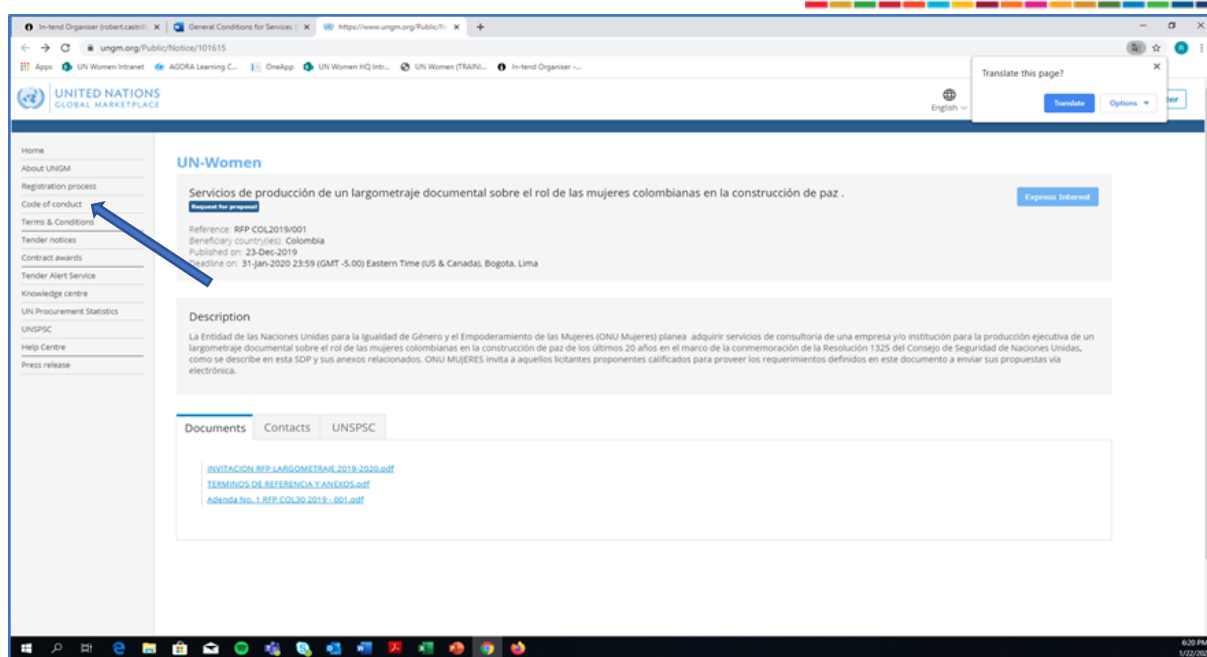 In-tend Organiser (robert.castrill
General Conditions for Services (
https://www.ungm.org/Public/No
ungm.org/Public/Notice/101615
Apps UN Women Intranet AGORA Learning C... OneApp UN Women HQ Intr... UN Women (TRAINI... In-tend Organiser -...
Translate this page?
Translate
Options
UNITED NATIONS
GLOBAL MARKETPLACE
English
Home
About UNGM
Registration process
Code of conduct
Terms & Conditions
Tender notices
Contract awards
Tender Alert Service
Knowledge centre
UN Procurement Statistics
UNSPSC
Help Centre
Press release
UN-Women
Servicios de producción de un largometraje documental sobre el rol de las mujeres colombianas en la construcción de paz .
Request for proposal
Express Interest
Reference: RFP COL2019/001
Beneficiary country(ies): Colombia
Published on: 23-Dec-2019
Deadline on: 31-Jan-2020 23:59 (GMT -5.00) Eastern Time (US & Canada), Bogota, Lima
Description
La Entidad de las Naciones Unidas para la Igualdad de Género y el Empoderamiento de las Mujeres (ONU Mujeres) planea adquirir servicios de consultoría de una empresa y/o institución para la producción ejecutiva de un
largometraje documental sobre el rol de las mujeres colombianas en la construcción de paz de los últimos 20 años en el marco de la conmemoración de la Resolución 1325 del Consejo de Seguridad de Naciones Unidas,
como se describe en esta SDP y sus anexos relacionados. ONU MUJERES invita a aquellos licitantes proponentes calificados para proveer los requerimientos definidos en este documento a enviar sus propuestas vía
electrónica.
Documents Contacts UNSPSC
INVITACION RFP LARGOMETRAJE 2019-2020.pdf
TERMINOS DE REFERENCIA Y ANEXOS.pdf
Adenda No. 1 RFP COL30 2019 - 001.pdf
6:20 PM